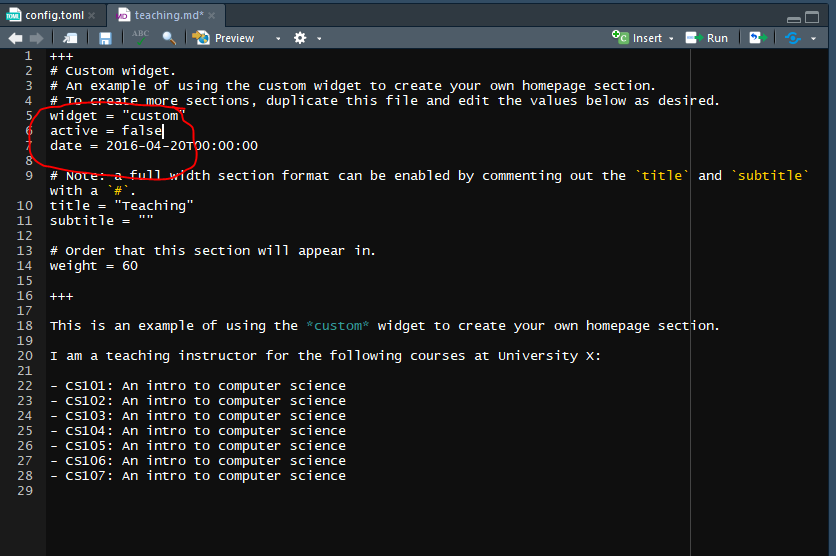 config.toml
teaching.md*
ABC
Preview
Insert
Run
1 +++
2 # Custom widget.
3 # An example of using the custom widget to create your own homepage section.
4 # To create more sections, duplicate this file and edit the values below as desired.
5 widget = "custom"
6 active = false
7 date = 2016-04-20T00:00:00
8
9 # Note: a full width section format can be enabled by commenting out the `title` and `subtitle`
with a `#`.
10 title = "Teaching"
11 subtitle = ""
12
13 # Order that this section will appear in.
14 weight = 60
15
16 +++
17
18 This is an example of using the *custom* widget to create your own homepage section.
19
20 I am a teaching instructor for the following courses at University X:
21
22 - CS101: An intro to computer science
23 - CS102: An intro to computer science
24 - CS103: An intro to computer science
25 - CS104: An intro to computer science
26 - CS105: An intro to computer science
27 - CS106: An intro to computer science
28 - CS107: An intro to computer science
29